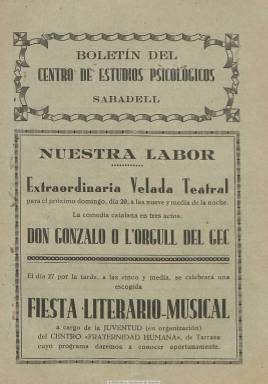 BOLETÍN DEL
CENTRO DE ESTUDIOS PSICOLÓGICOS
SABADELL
NUESTRA LABOR
Extraordinaria Velada Teatral
para el próximo domingo, día 20, a las nueve y media de la noche.
La comedia catalana en tres actos:
DON GONZALO O L'ORGULL DEL GEC
El día 27 por la tarde, a las cinco y media, se celebrará una
escogida
FIESTA LITERARIO-MUSICAL
a cargo de la JUVENTUD (en organización)
del CENTRO «FRATERNIDAD HUMANA», de Tarrasa
cuyo programa daremos a conocer oportunamente.